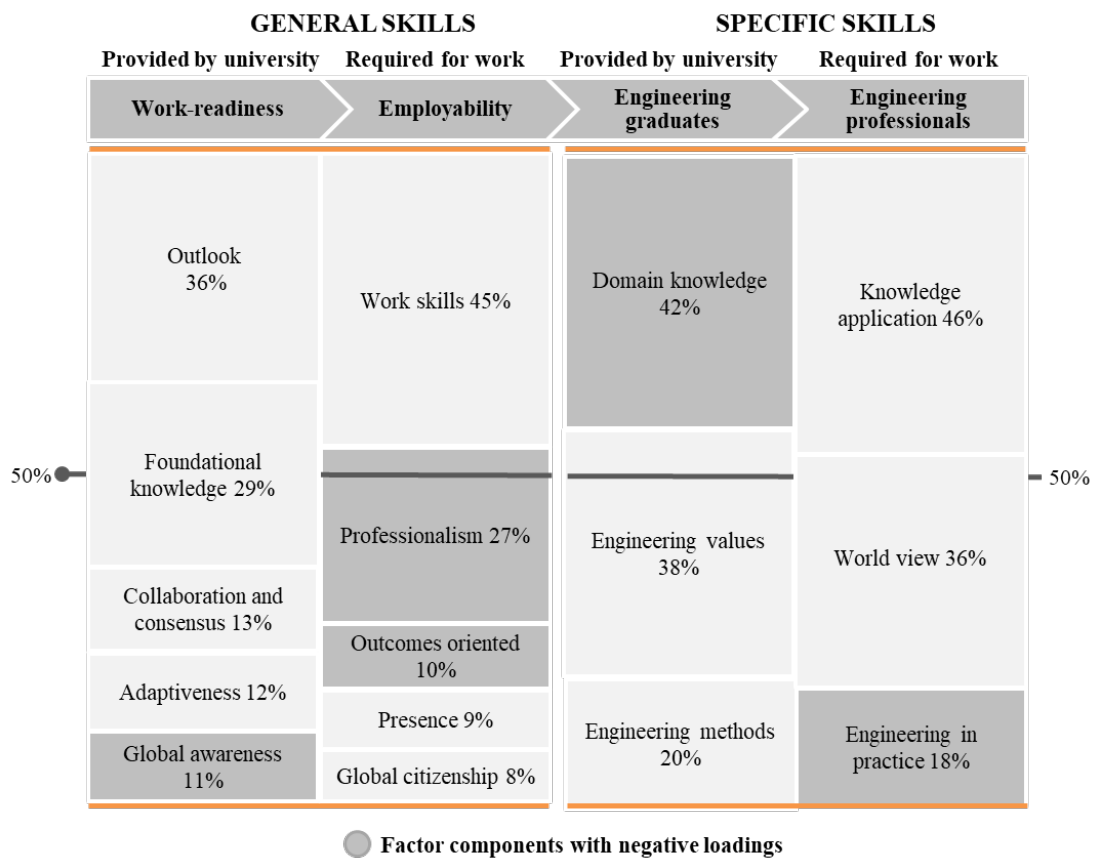 GENERAL SKILLS
SPECIFIC SKILLS
Provided by university
Required for work
Provided by university
Required for work
Work-readiness
Employability
Engineering
graduates
Engineering
professionals
Outlook
36%
Foundational
knowledge 29%
Collaboration and
consensus 13%
Adaptiveness 12%
Global awareness
11%
Work skills 45%
Professionalism 27%
Outcomes oriented
10%
Presence 9%
Global citizenship 8%
Domain knowledge
42%
Engineering values
38%
Engineering methods
20%
Knowledge
application 46%
World view 36%
Engineering in
practice 18%
50%
50%
Factor components with negative loadings